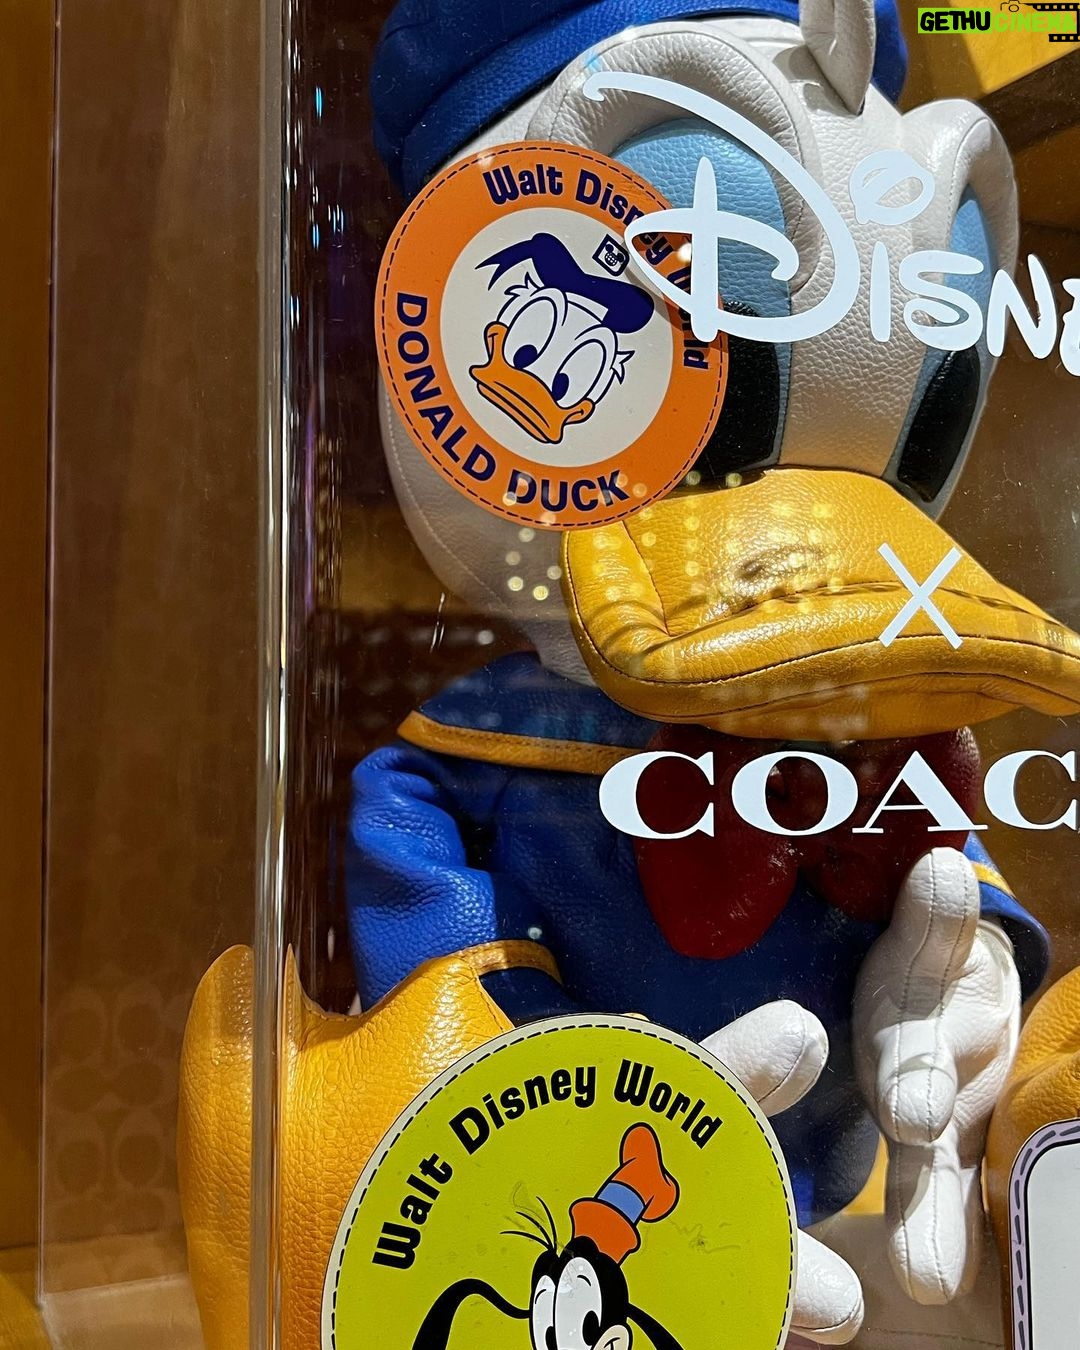 GETHU CINEMA
Walt Disney World
DONALD DUCK
DISNE
X
COAC
Walt Disney World